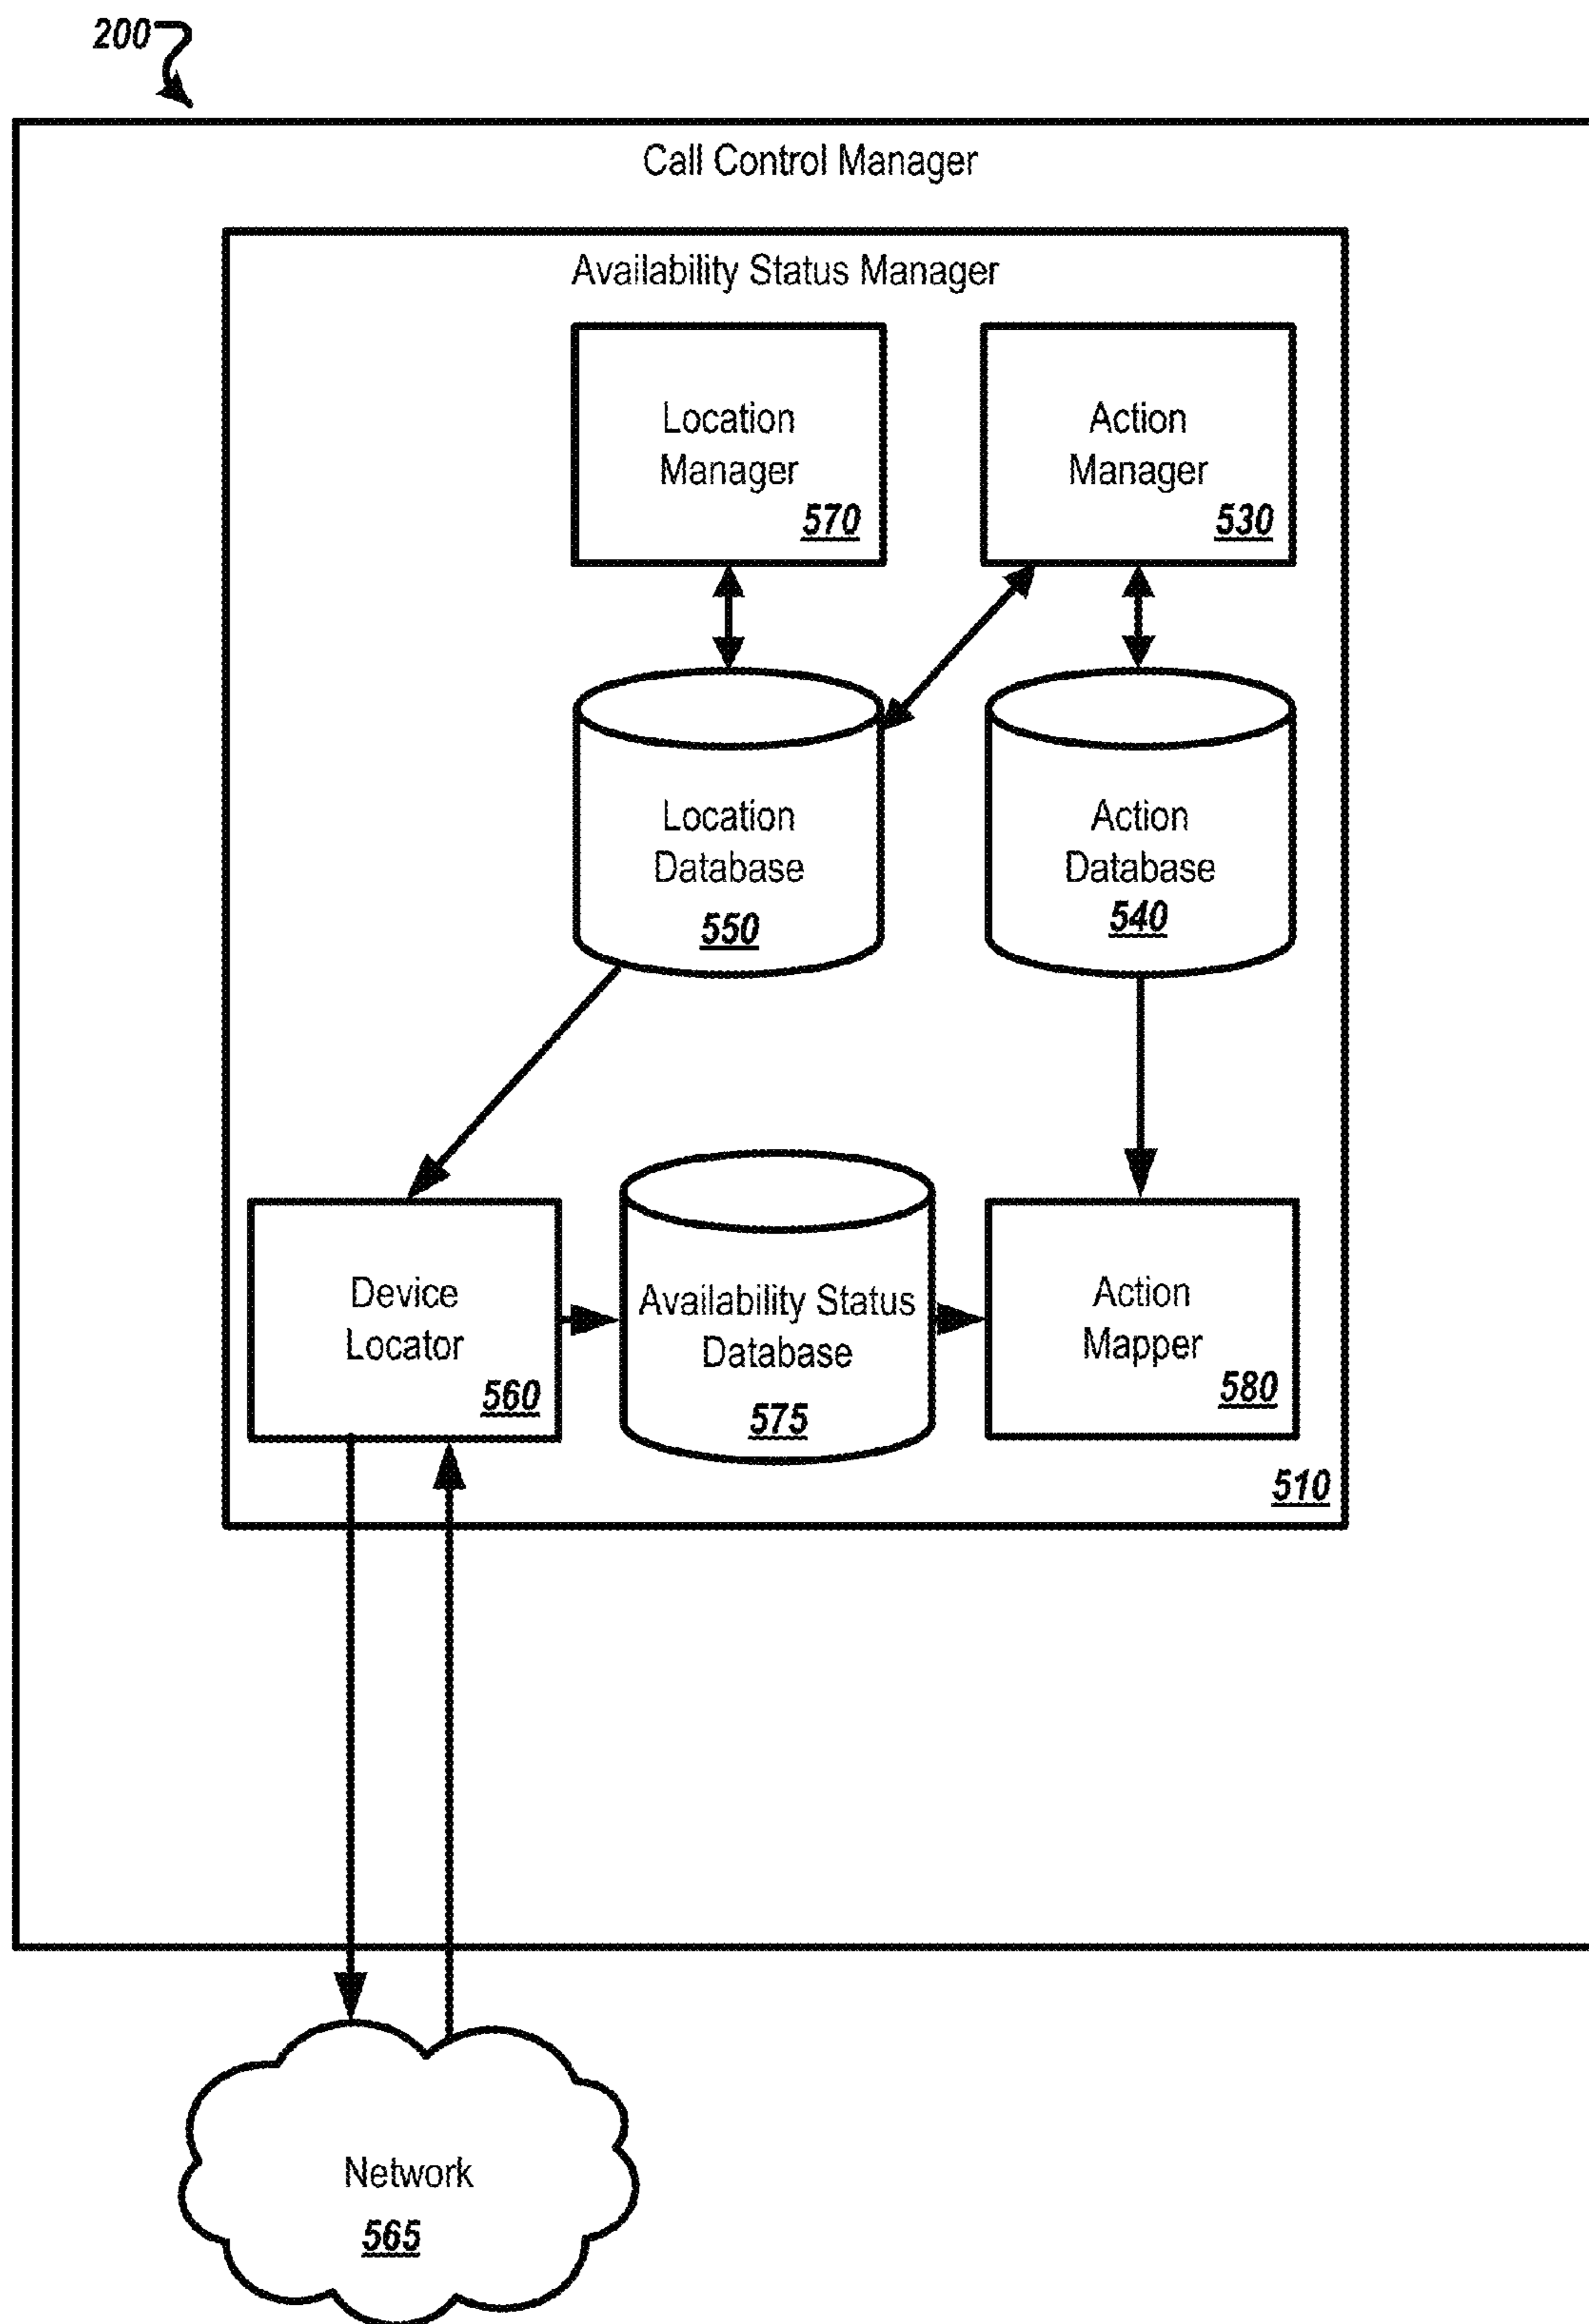 200
Call Control Manager
Availability Status Manager
Location
Manager
570
Action
Manager
530
Location
Database
550
Action
Database
540
Device
Locator
560
Availability Status
Database
575
Action
Mapper
580
510
Network
565